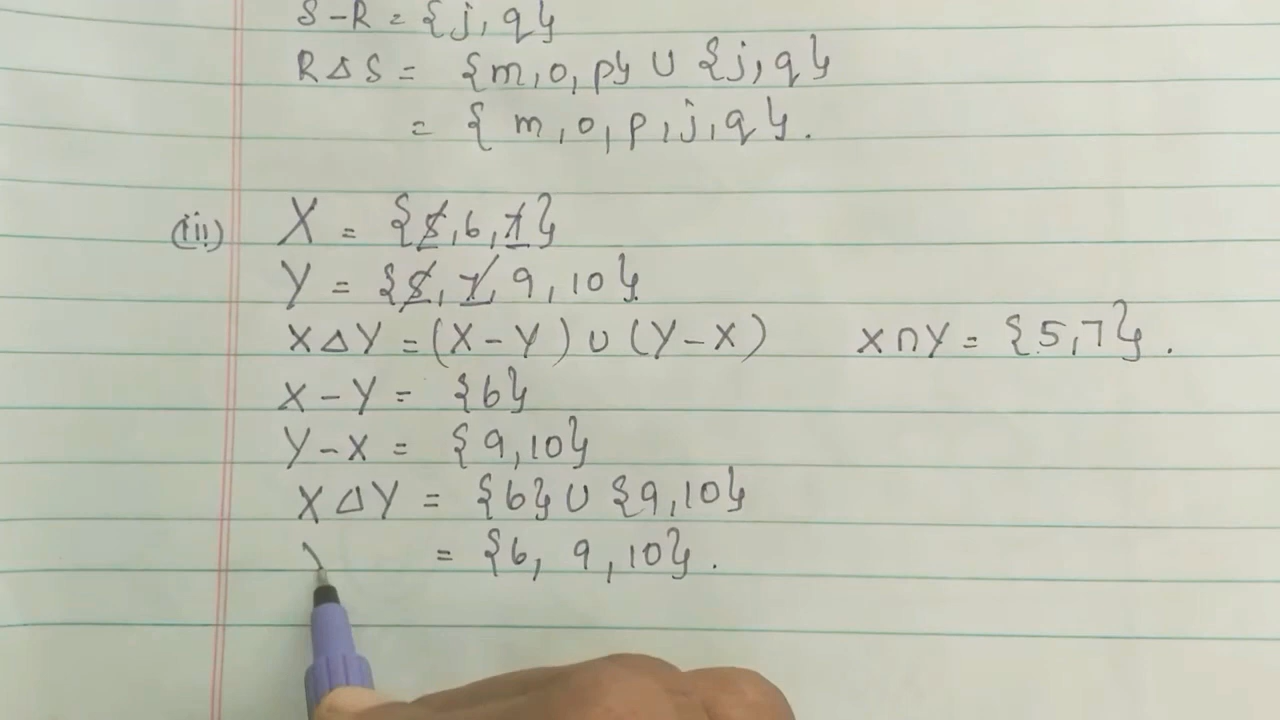 S-R = {j, q}
R Δ S = {m, o, p} ∪ {j, q}
= {m, o, p, j, q}.
(iii) X = {5, 6, 7}
Y = {5, 7, 9, 10}
X Δ Y = (X - Y) ∪ (Y - X) X ∩ Y = {5, 7}.
X - Y = {6}
Y - X = {9, 10}
X Δ Y = {6} ∪ {9, 10}
= {6, 9, 10}.